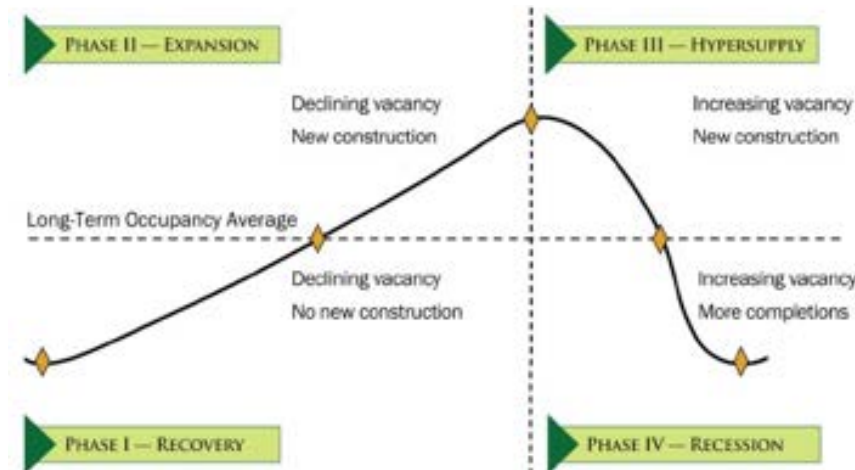 PHASE II — EXPANSION
PHASE III — HYPERSUPPLY
Declining vacancy
New construction
Increasing vacancy
New construction
Long-Term Occupancy Average
Declining vacancy
No new construction
Increasing vacancy
More completions
PHASE I — RECOVERY
PHASE IV — RECESSION